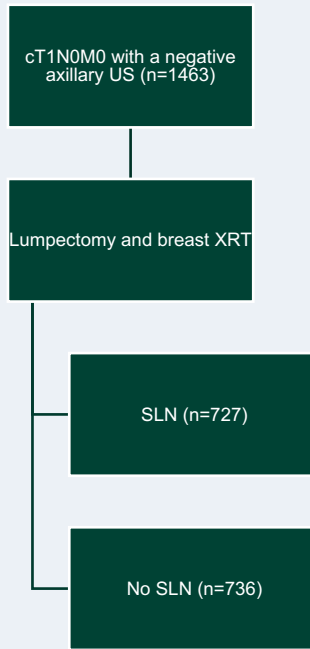 cT1N0M0 with a negative
axillary US (n=1463)
Lumpectomy and breast XRT
SLN (n=727)
No SLN (n=736)